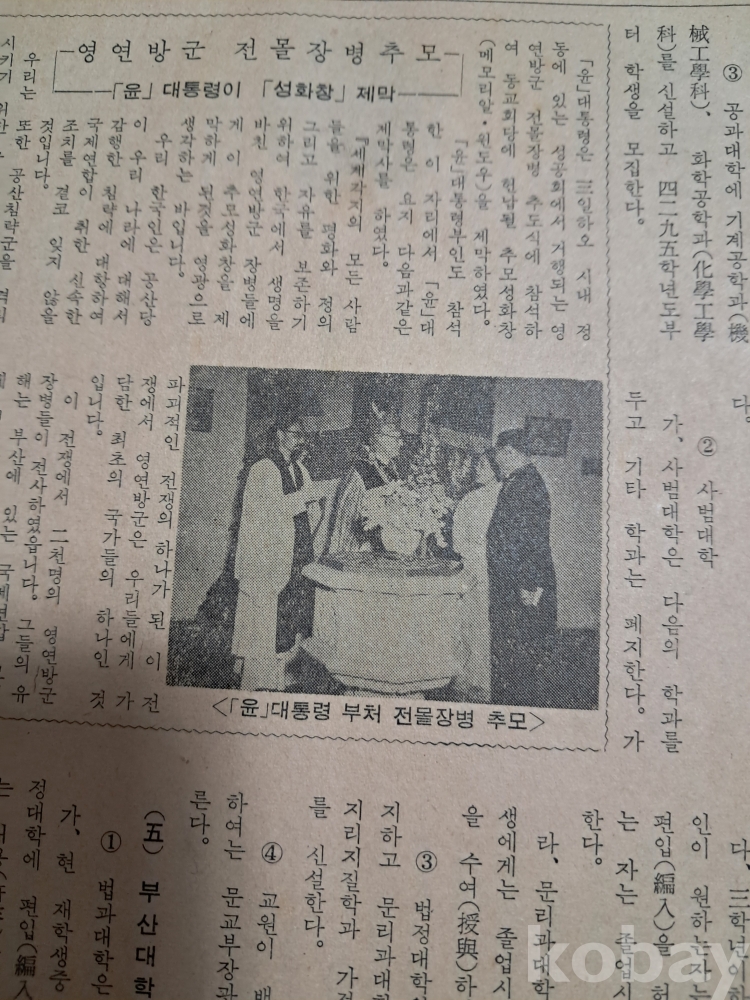 ③ 공과대학에 기계공학과(機
械工學科), 화학공학과(化學工學
科)를 신설하고 四二九五학년도부
터 학생을 모집한다.
영연방군 전몰장병추모
「윤」대통령이 「성화창」제막
「윤」대통령은 三일하오 시내 정
동에 있는 성공회에서 거행되는 영
연방군 전몰장병 추도식에 참석하
여 동교회당에 헌납된 추모성화창
(메모리알·윈도우)을 제막하였다.
「윤」대통령부인도 참석
한 이 자리에서 「윤」대
통령은 요지 다음과같은
제막사를 하였다.
『세계각지의 모든 사람
들을 위한 평화와 정의
그리고 자유를 보존하기
위하여 한국에서 생명을
바친 영연방군 장병들에
게 이 추모성화창을 제
막하게 된것을 영광으로
생각하는 바입니다.
우리 한국인은 공산당
이 우리 나라에 대해서
감행한 침략에 대항하여
국제연합이 취한 신속한
조치를 결코 잊지 않을
것입니다.
또한 공산침략군을 격퇴
우리는
시키기 위한
파괴적인 전쟁의 하나가 된 이 전
쟁에서 영연방군은 우리들에게 가
담한 최초의 국가들의 하나인 것
입니다.
이 전쟁에서 二천명의 영연방군
장병들이 전사하였읍니다. 그들의 유
해는 부산에 있는 국제연합
<「윤」대통령 부처 전몰장병 추모>
다.
② 사범대학
가, 사범대학은 다음의 학과를
두고 기타 학과는 폐지한다. 가
다, 三학년이하
인이 원하는자는
편입(編入)을 허
는 자는 졸업시
한다.
라, 문리과대학
생에게는 졸업시
을 수여(授與)하
③ 법정대학
지하고 문리과대학
지리지질학과
를 신설한다.
④ 교원이
하여는 문교부장관
른다.
(五) 부산대학
① 법과대학은
가, 현 재학생중
정대학에 편입(編入
kobay